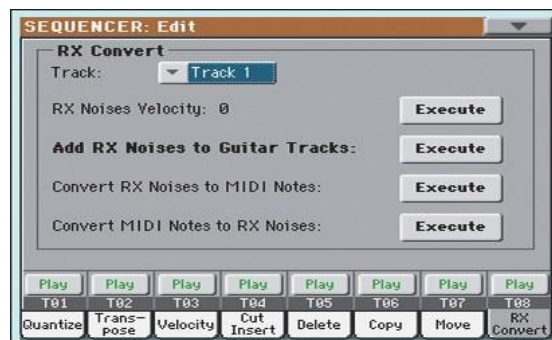 SEQUENCER: Edit
RX Convert
Track: Track 1
RX Noises Velocity: 0 Execute
Add RX Noises to Guitar Tracks: Execute
Convert RX Noises to MIDI Notes: Execute
Convert MIDI Notes to RX Noises: Execute
Play Play Play Play Play Play Play Play
T01 T02 T03 T04 T05 T06 T07 T08
Quantize Trans- Velocity Cut Delete Copy Move RX
pose Insert Convert